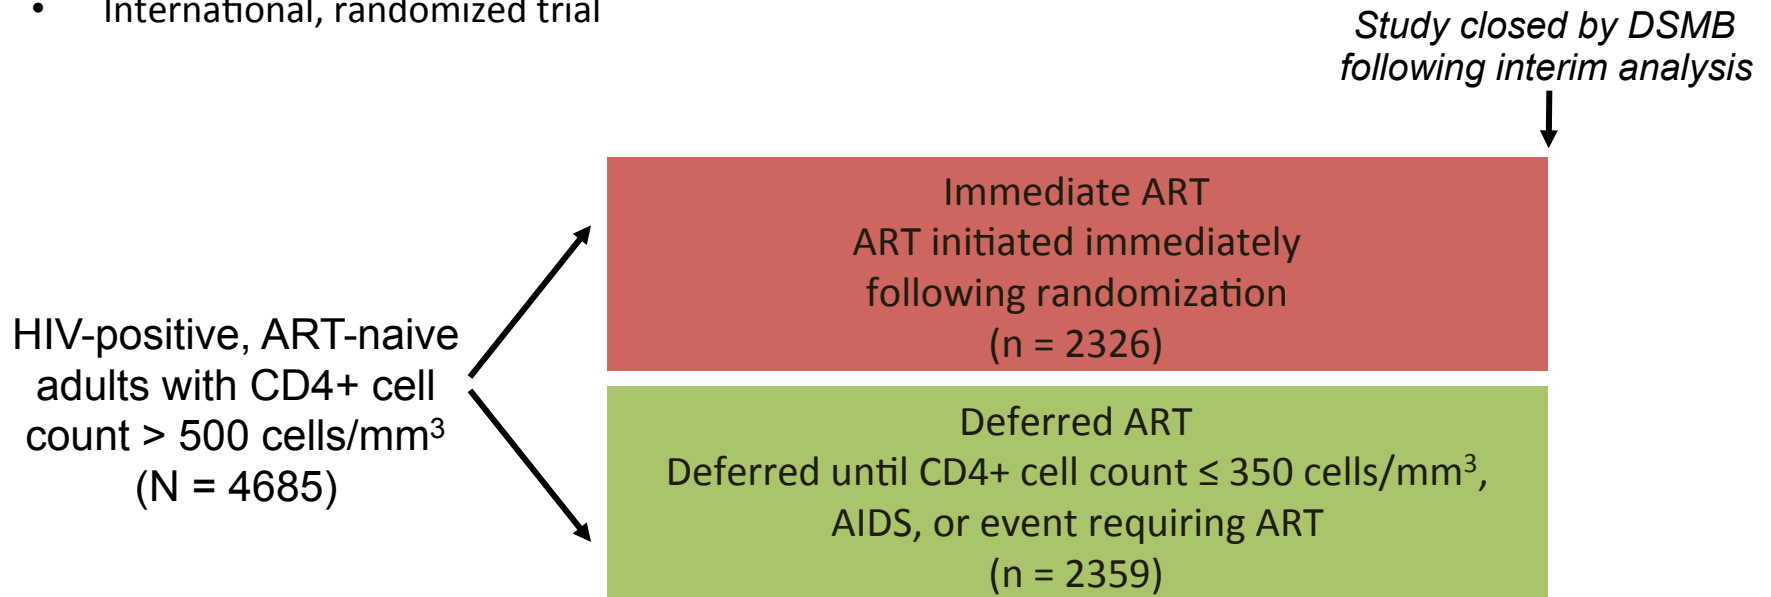 • International, randomized trial
Study closed by DSMB
following interim analysis
Immediate ART
ART initiated immediately
following randomization
(n = 2326)
HIV-positive, ART-naive
adults with CD4+ cell
count > 500 cells/mm³
(N = 4685)
Deferred ART
Deferred until CD4+ cell count ≤ 350 cells/mm³,
AIDS, or event requiring ART
(n = 2359)